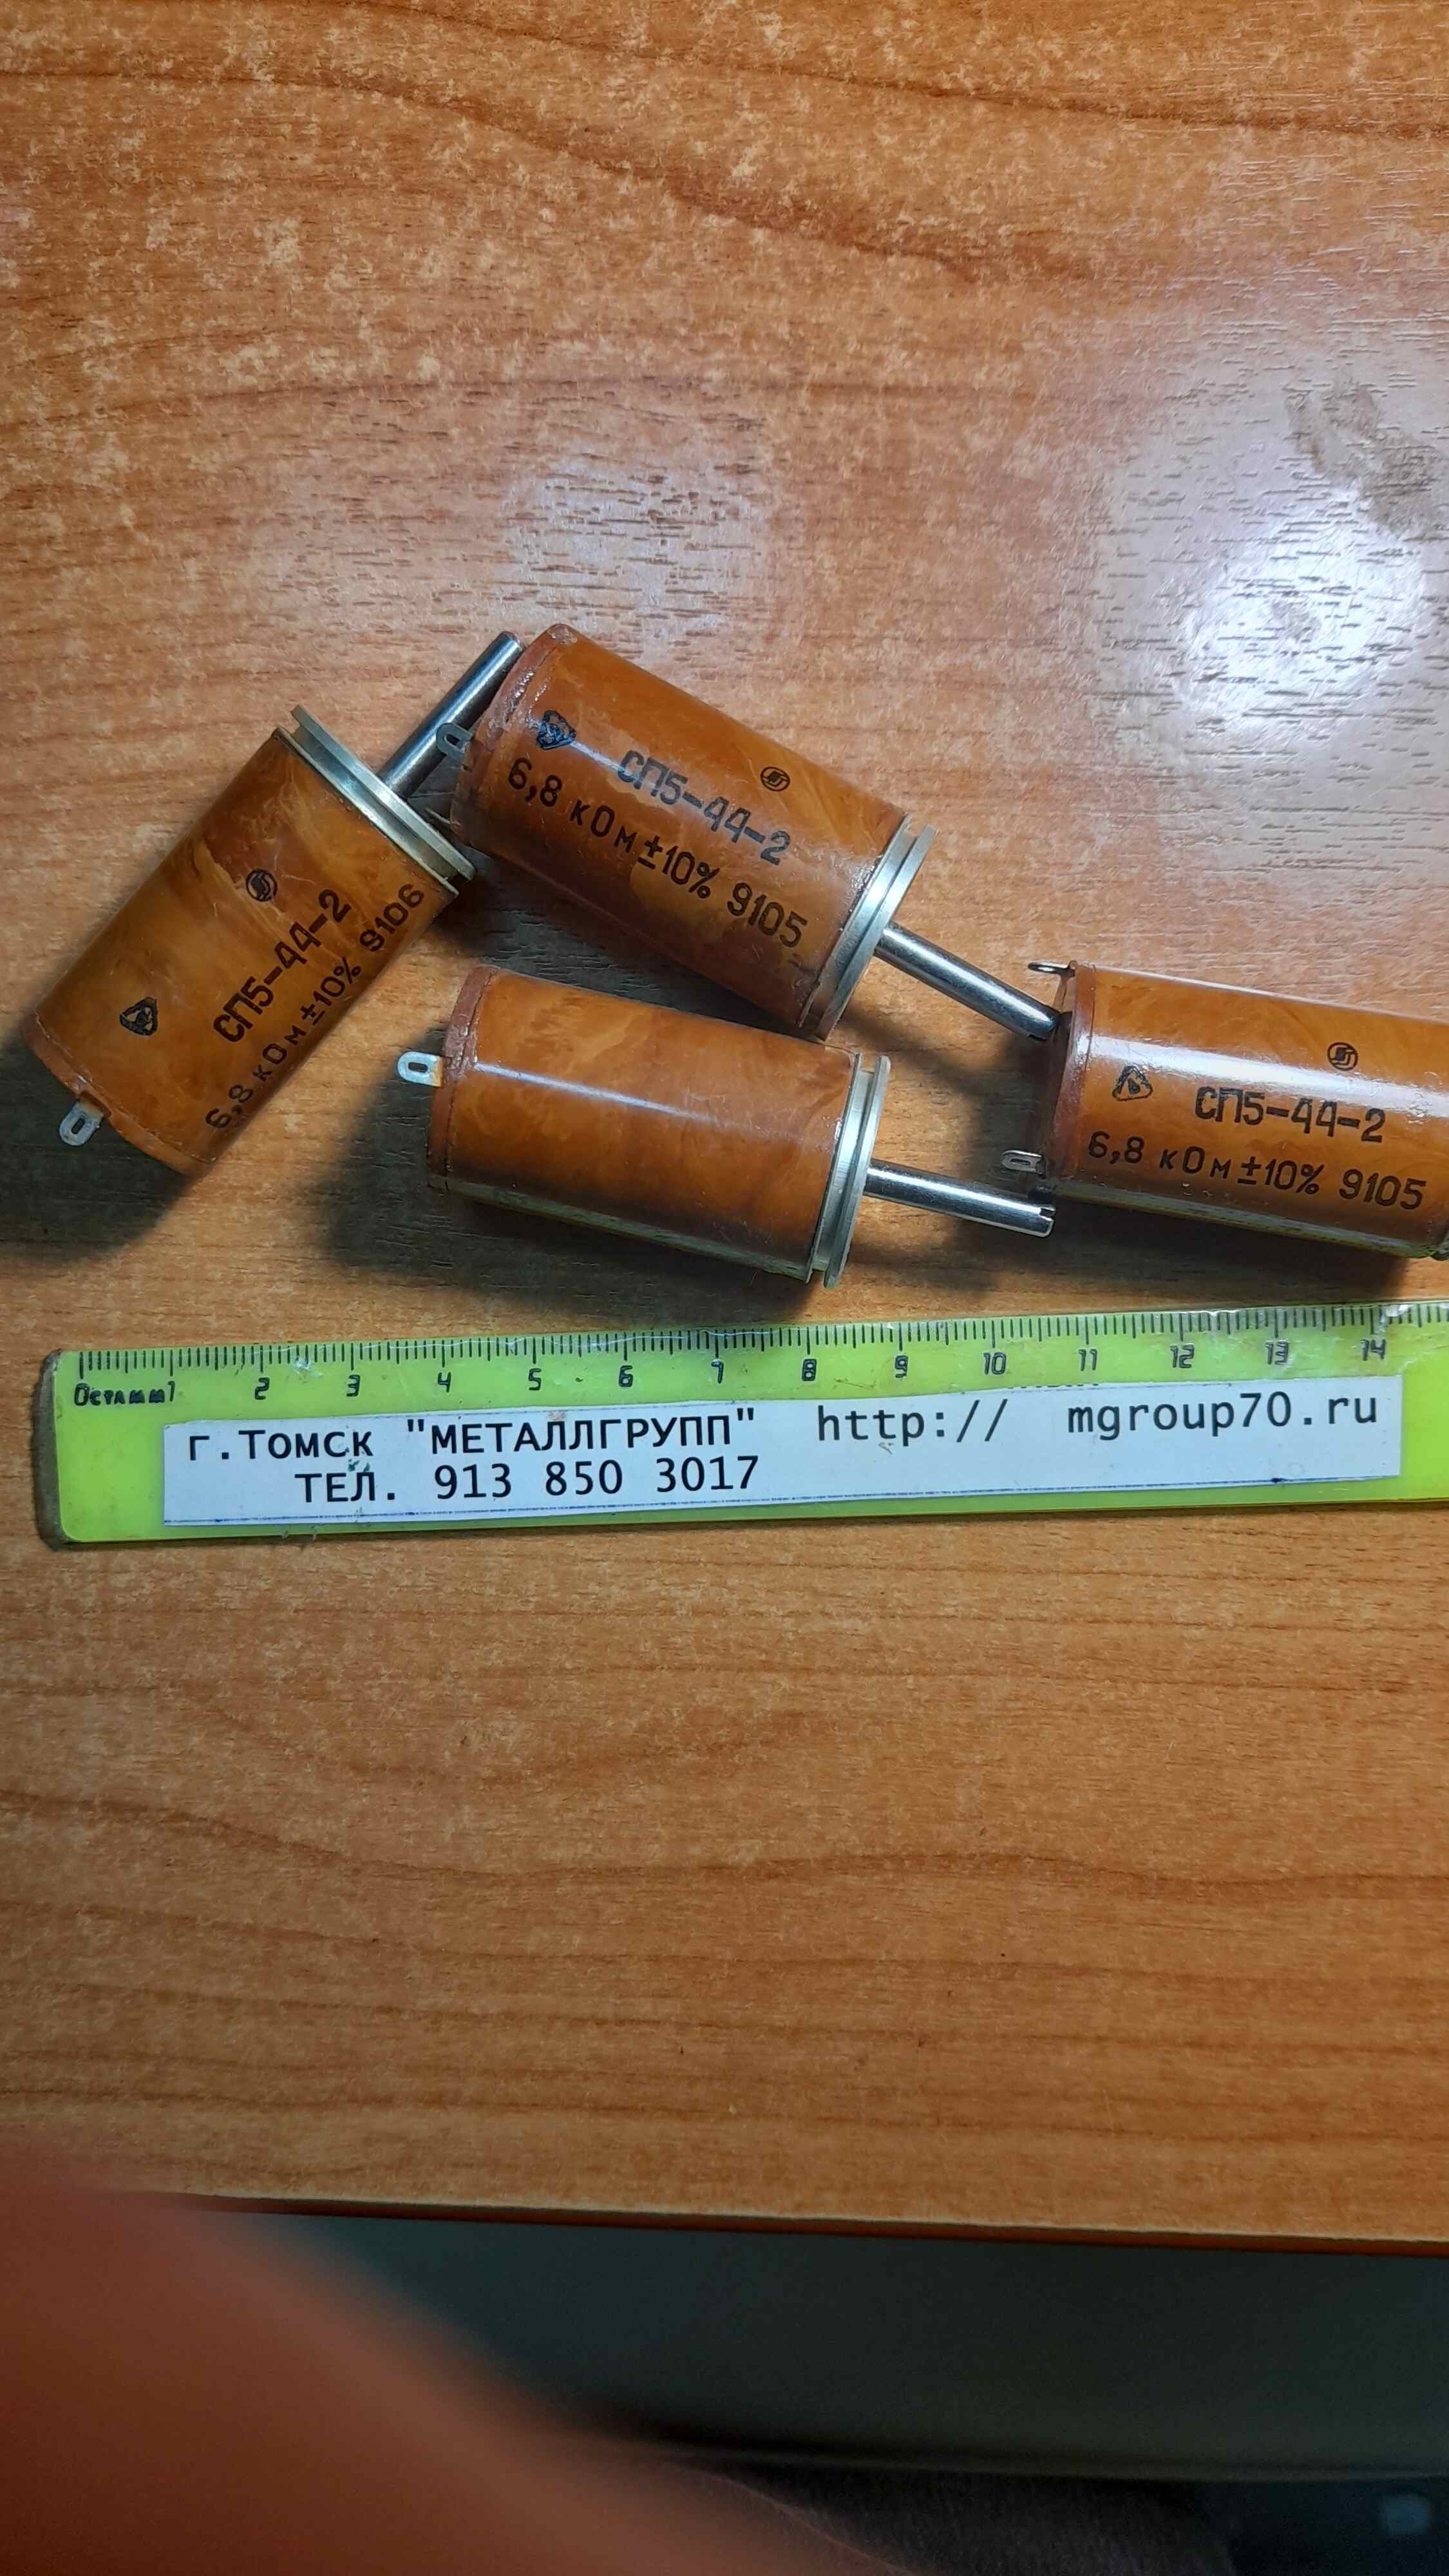 СП5-44-2
6,8 кОм±10% 9106
СП5-44-2
6,8 кОм±10% 9105
СП5-44-2
6,8 кОм±10% 9105
0 ГОСТАММ 1 2 3 4 5 6 7 8 9 10 11 12 13 14
г.Томск "МЕТАЛЛГРУПП" http:// mgroup70.ru
ТЕЛ. 913 850 3017